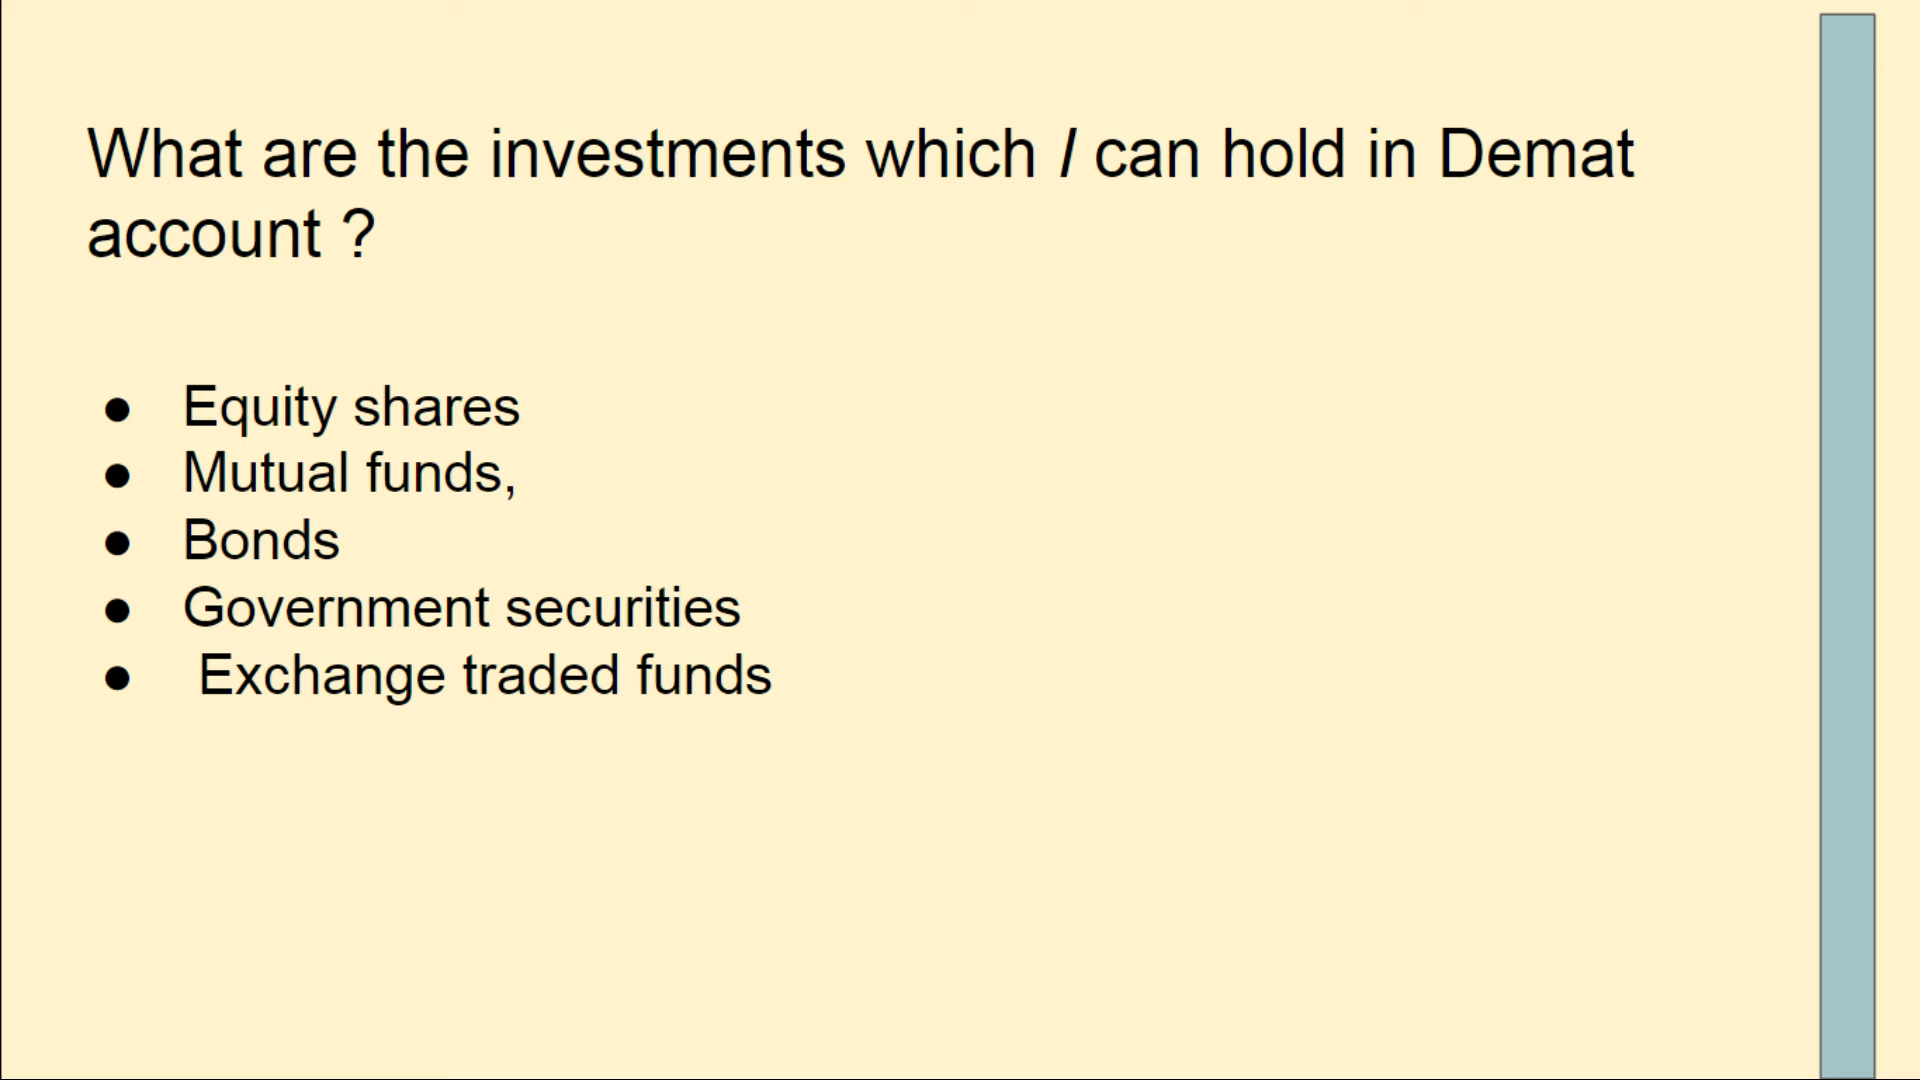 What are the investments which I can hold in Demat
account ?
● Equity shares
● Mutual funds,
● Bonds
● Government securities
● Exchange traded funds